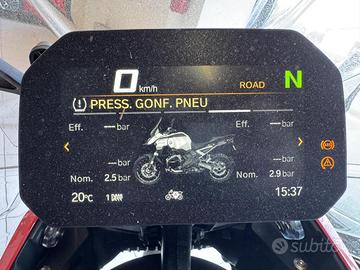 0 km/h ROAD N
(!) PRESS. GONF. PNEU
Eff. --- bar --- bar Eff.
--- bar --- bar
Nom. 2.5 bar Nom. 2.9 bar
20°C 1 15:37
subito